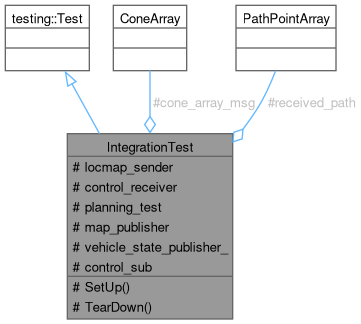 testing::Test
ConeArray
PathPointArray
#cone_array_msg
#received_path
IntegrationTest
# locmap_sender
# control_receiver
# planning_test
# map_publisher
# vehicle_state_publisher_
# control_sub
# SetUp()
# TearDown()